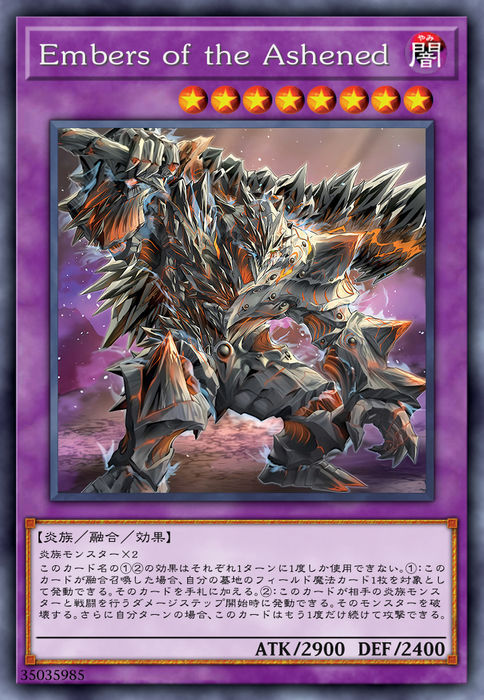 Embers of the Ashened
やみ
闇
【炎族／融合／効果】
炎族モンスター×2
このカード名の①②の効果はそれぞれ1ターンに1度しか使用できない。①:こ
のカードが融合召喚した場合、自分の墓地のフィールド魔法カード1枚を対象とし
て発動できる。そのカードを手札に加える。②:このカードが相手の炎族モンス
ターと戦闘を行うダメージステップ開始時に発動できる。そのモンスターを破
壊する。さらに自分ターンの場合、このカードはもう1度だけ続けて攻撃できる。
ATK/2900 DEF/2400
35035985